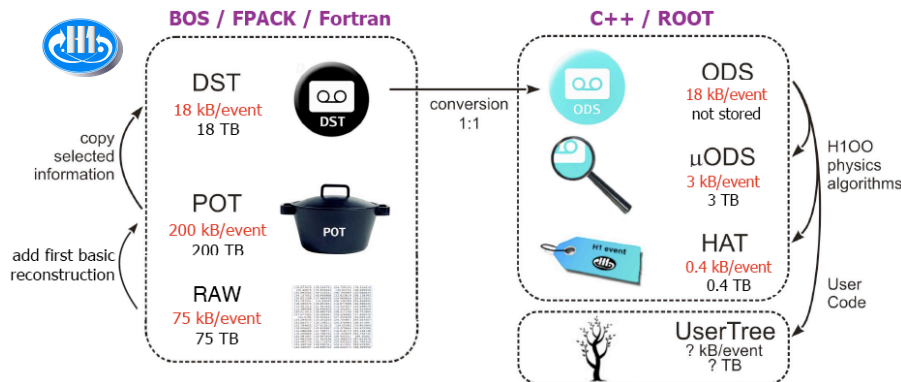 H1
BOS / FPACK / Fortran
DST
18 kB/event
18 TB
DST
copy
selected
information
POT
200 kB/event
200 TB
POT
add first basic
reconstruction
RAW
75 kB/event
75 TB
conversion
1:1
C++ / ROOT
ODS
ODS
18 kB/event
not stored
μODS
3 kB/event
3 TB
H1OO
physics
algorithms
H1 event
HAT
0.4 kB/event
0.4 TB
User
Code
UserTree
? kB/event
? TB